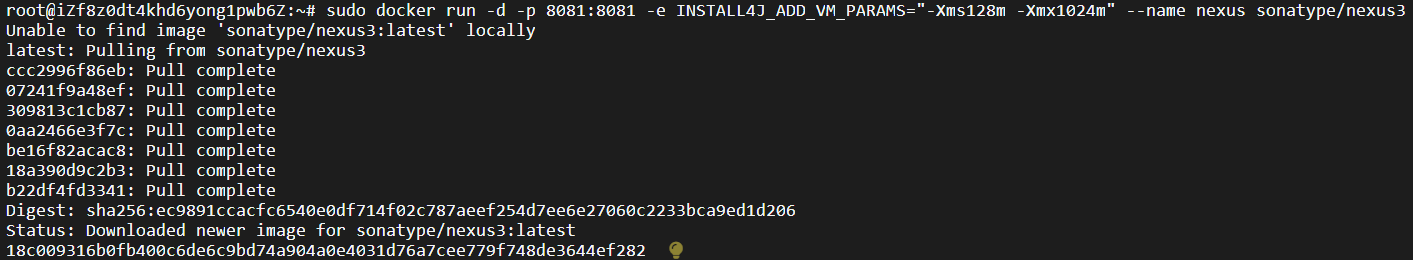 root@iZf8z0dt4khd6yong1pwb6Z:~# sudo docker run -d -p 8081:8081 -e INSTALL4J_ADD_VM_PARAMS="-Xms128m -Xmx1024m" --name nexus sonatype/nexus3
Unable to find image 'sonatype/nexus3:latest' locally
latest: Pulling from sonatype/nexus3
ccc2996f86eb: Pull complete
07241f9a48ef: Pull complete
309813c1cb87: Pull complete
0aa2466e3f7c: Pull complete
be16f82acac8: Pull complete
18a390d9c2b3: Pull complete
b22df4fd3341: Pull complete
Digest: sha256:ec9891ccacfc6540e0df714f02c787aeef254d7ee6e27060c2233bca9ed1d206
Status: Downloaded newer image for sonatype/nexus3:latest
18c009316b0fb400c6de6c9bd74a904a0e4031d76a7cee779f748de3644ef282